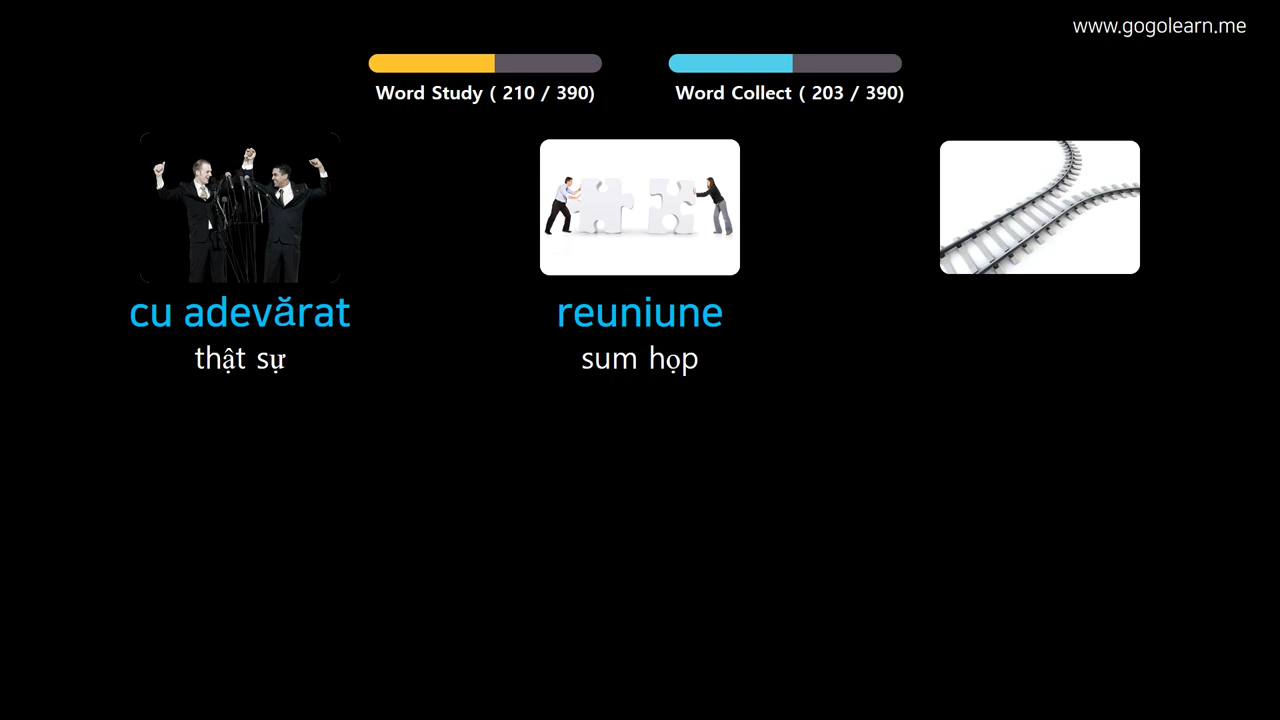 www.gogolearn.me
Word Study ( 210 / 390)
Word Collect ( 203 / 390)
cu adevărat
thật sự
reuniune
sum họp